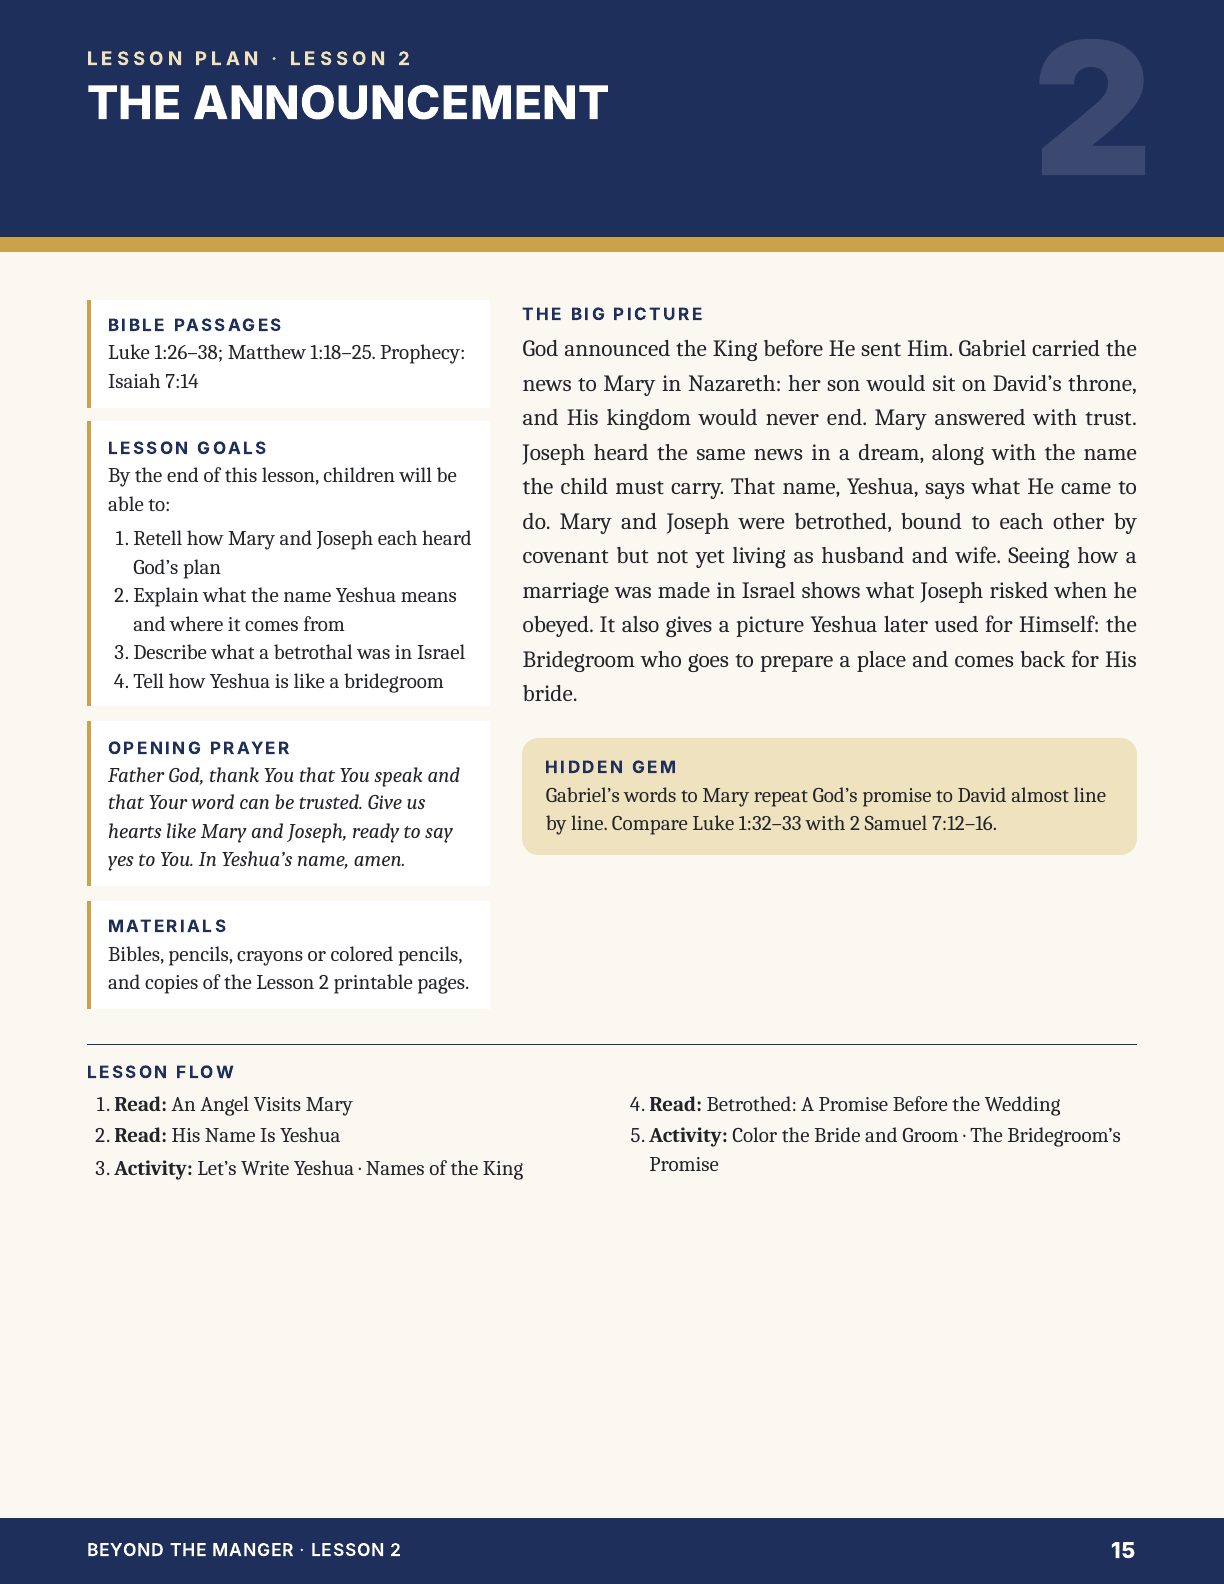 LESSON PLAN · LESSON 2
THE ANNOUNCEMENT
2
BIBLE PASSAGES
Luke 1:26–38; Matthew 1:18–25. Prophecy:
Isaiah 7:14
LESSON GOALS
By the end of this lesson, children will be
able to:
1. Retell how Mary and Joseph each heard
God’s plan
2. Explain what the name Yeshua means
and where it comes from
3. Describe what a betrothal was in Israel
4. Tell how Yeshua is like a bridegroom
OPENING PRAYER
Father God, thank You that You speak and
that Your word can be trusted. Give us
hearts like Mary and Joseph, ready to say
yes to You. In Yeshua’s name, amen.
MATERIALS
Bibles, pencils, crayons or colored pencils,
and copies of the Lesson 2 printable pages.
THE BIG PICTURE
God announced the King before He sent Him. Gabriel carried the
news to Mary in Nazareth: her son would sit on David’s throne,
and His kingdom would never end. Mary answered with trust.
Joseph heard the same news in a dream, along with the name
the child must carry. That name, Yeshua, says what He came to
do. Mary and Joseph were betrothed, bound to each other by
covenant but not yet living as husband and wife. Seeing how a
marriage was made in Israel shows what Joseph risked when he
obeyed. It also gives a picture Yeshua later used for Himself: the
Bridegroom who goes to prepare a place and comes back for His
bride.
HIDDEN GEM
Gabriel’s words to Mary repeat God’s promise to David almost line
by line. Compare Luke 1:32–33 with 2 Samuel 7:12–16.
LESSON FLOW
1. Read: An Angel Visits Mary
2. Read: His Name Is Yeshua
3. Activity: Let’s Write Yeshua · Names of the King
4. Read: Betrothed: A Promise Before the Wedding
5. Activity: Color the Bride and Groom · The Bridegroom’s
Promise
BEYOND THE MANGER · LESSON 2
15